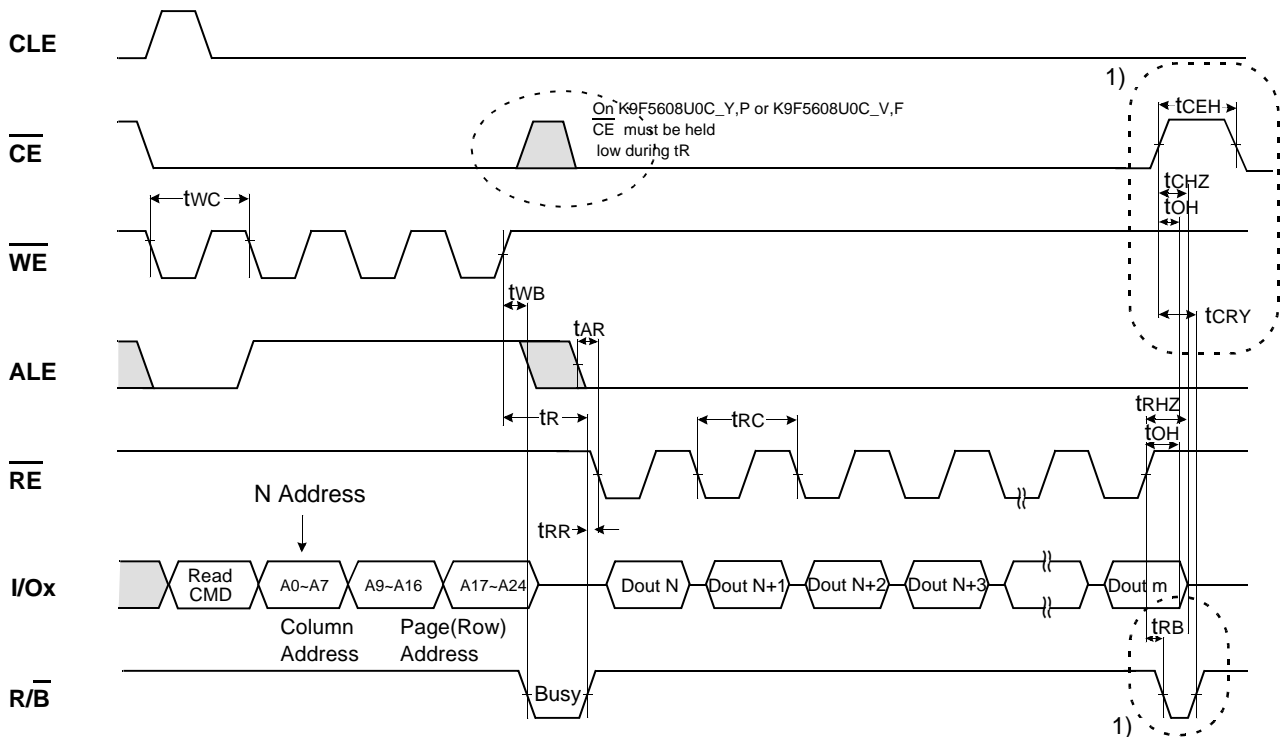 CLE
1)
tCEH
On K9F5608U0C_Y,P or K9F5608U0C_V,F
CE must be held
low during tR
CE
tCHZ
tOH
tWC
WE
tWB
tCRY
tAR
ALE
tR
tRC
tRHZ
tOH
RE
N Address
tRR
I/Ox
Read
CMD
A0~A7
A9~A16
A17~A24
Dout N
Dout N+1
Dout N+2
Dout N+3
Dout m
Column
Address
Page(Row)
Address
tRB
R/B
Busy
1)